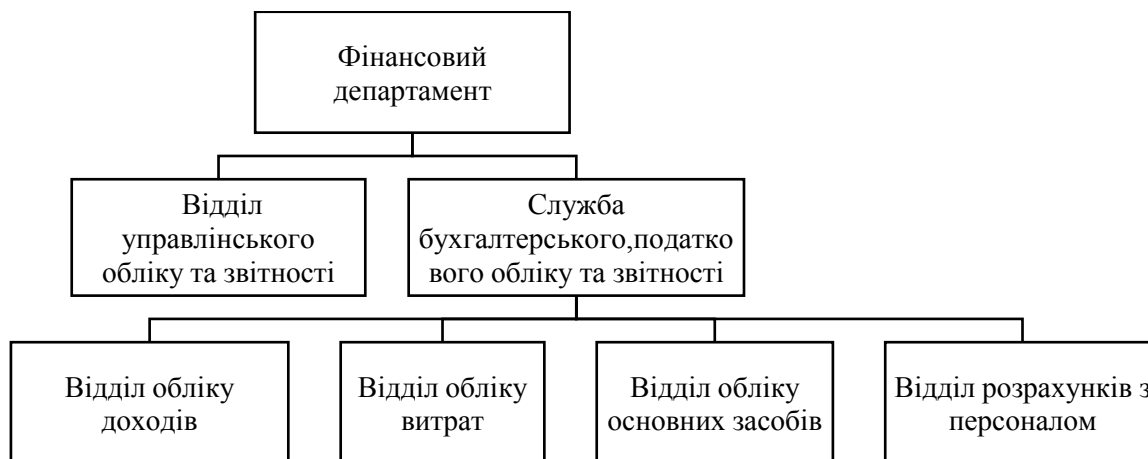 Фінансовий
департамент
Відділ
управлінського
обліку та звітності
Служба
бухгалтерського,податко
вого обліку та звітності
Відділ обліку
доходів
Відділ обліку
витрат
Відділ обліку
основних засобів
Відділ розрахунків з
персоналом